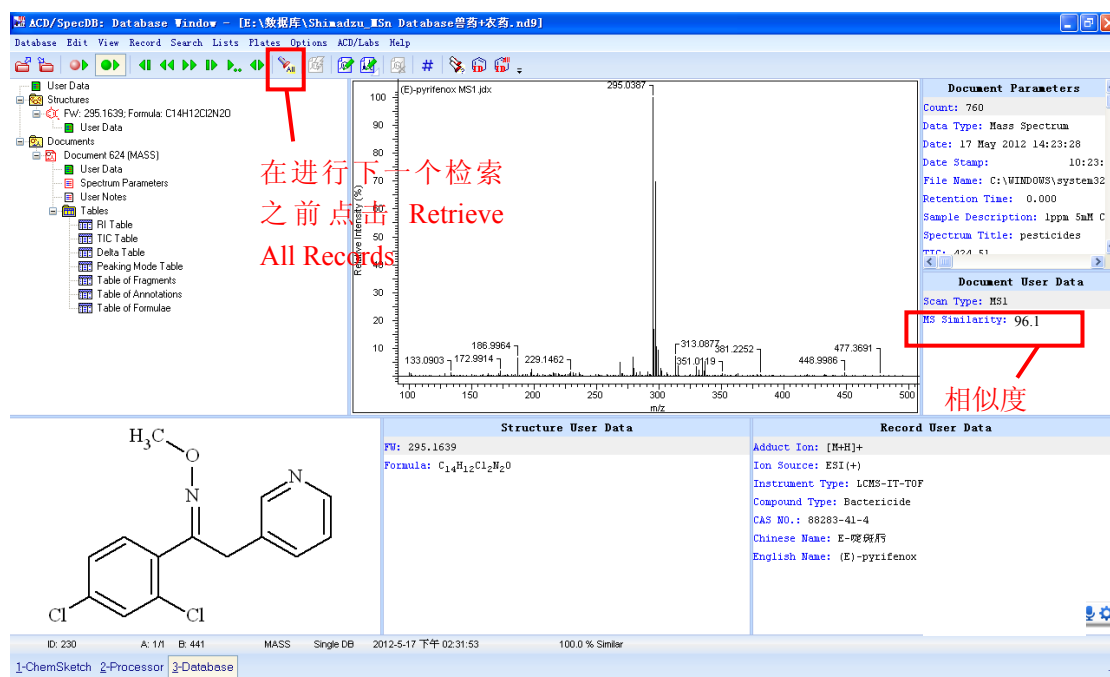 ACD/SpecDB: Database Window - [E:\数据库\Shimadzu_MSn Database兽药+农药.nd9]
Database Edit View Record Search Lists Plates Options ACD/Labs Help
All
#
User Data
Structures
FW: 295.1639; Formula: C14H12Cl2N2O
User Data
Documents
Document 624 (MASS)
User Data
Spectrum Parameters
User Notes
Tables
RI Table
TIC Table
Delta Table
Peaking Mode Table
Table of Fragments
Table of Annotations
Table of Formulae
在进行下一个检索
之前点击 Retrieve
All Records
(E)-pyrifenox MS1.jdx
295.0387
100
90
80
70
60
50
40
30
20
10
Relative Intensity (%)
133.0903
172.9914
186.9964
229.1462
313.0877
351.0119
381.2252
448.9986
477.3691
100 150 200 250 300 350 400 450 500
m/z
Document Parameters
Count: 760
Data Type: Mass Spectrum
Date: 17 May 2012 14:23:28
Date Stamp: 10:23:
File Name: C:\WINDOWS\system32
Retention Time: 0.000
Sample Description: 1ppm 5mM C
Spectrum Title: pesticides
TIC: 424.51
Document User Data
Scan Type: MS1
MS Similarity: 96.1
相似度
H3C
O
N
N
Cl
Cl
Structure User Data
FW: 295.1639
Formula: C14H12Cl2N2O
Record User Data
Adduct Ion: [M+H]+
Ion Source: ESI(+)
Instrument Type: LCMS-IT-TOF
Compound Type: Bactericide
CAS NO.: 88283-41-4
Chinese Name: E-啶斑肟
English Name: (E)-pyrifenox
ID: 230 A: 1/1 B: 441 MASS Single DB 2012-5-17 下午 02:31:53 100.0 % Similar
1-ChemSketch 2-Processor 3-Database